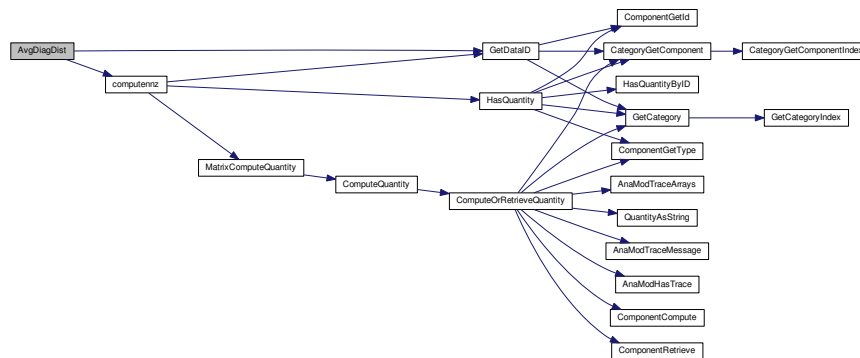 ComponentGetId
AvgDiagDist
GetDataID
CategoryGetComponent
CategoryGetComponentIndex
computennz
HasQuantityByID
HasQuantity
GetCategory
GetCategoryIndex
ComponentGetType
MatrixComputeQuantity
ComputeQuantity
AnaModTraceArrays
ComputeOrRetrieveQuantity
QuantityAsString
AnaModTraceMessage
AnaModHasTrace
ComponentCompute
ComponentRetrieve